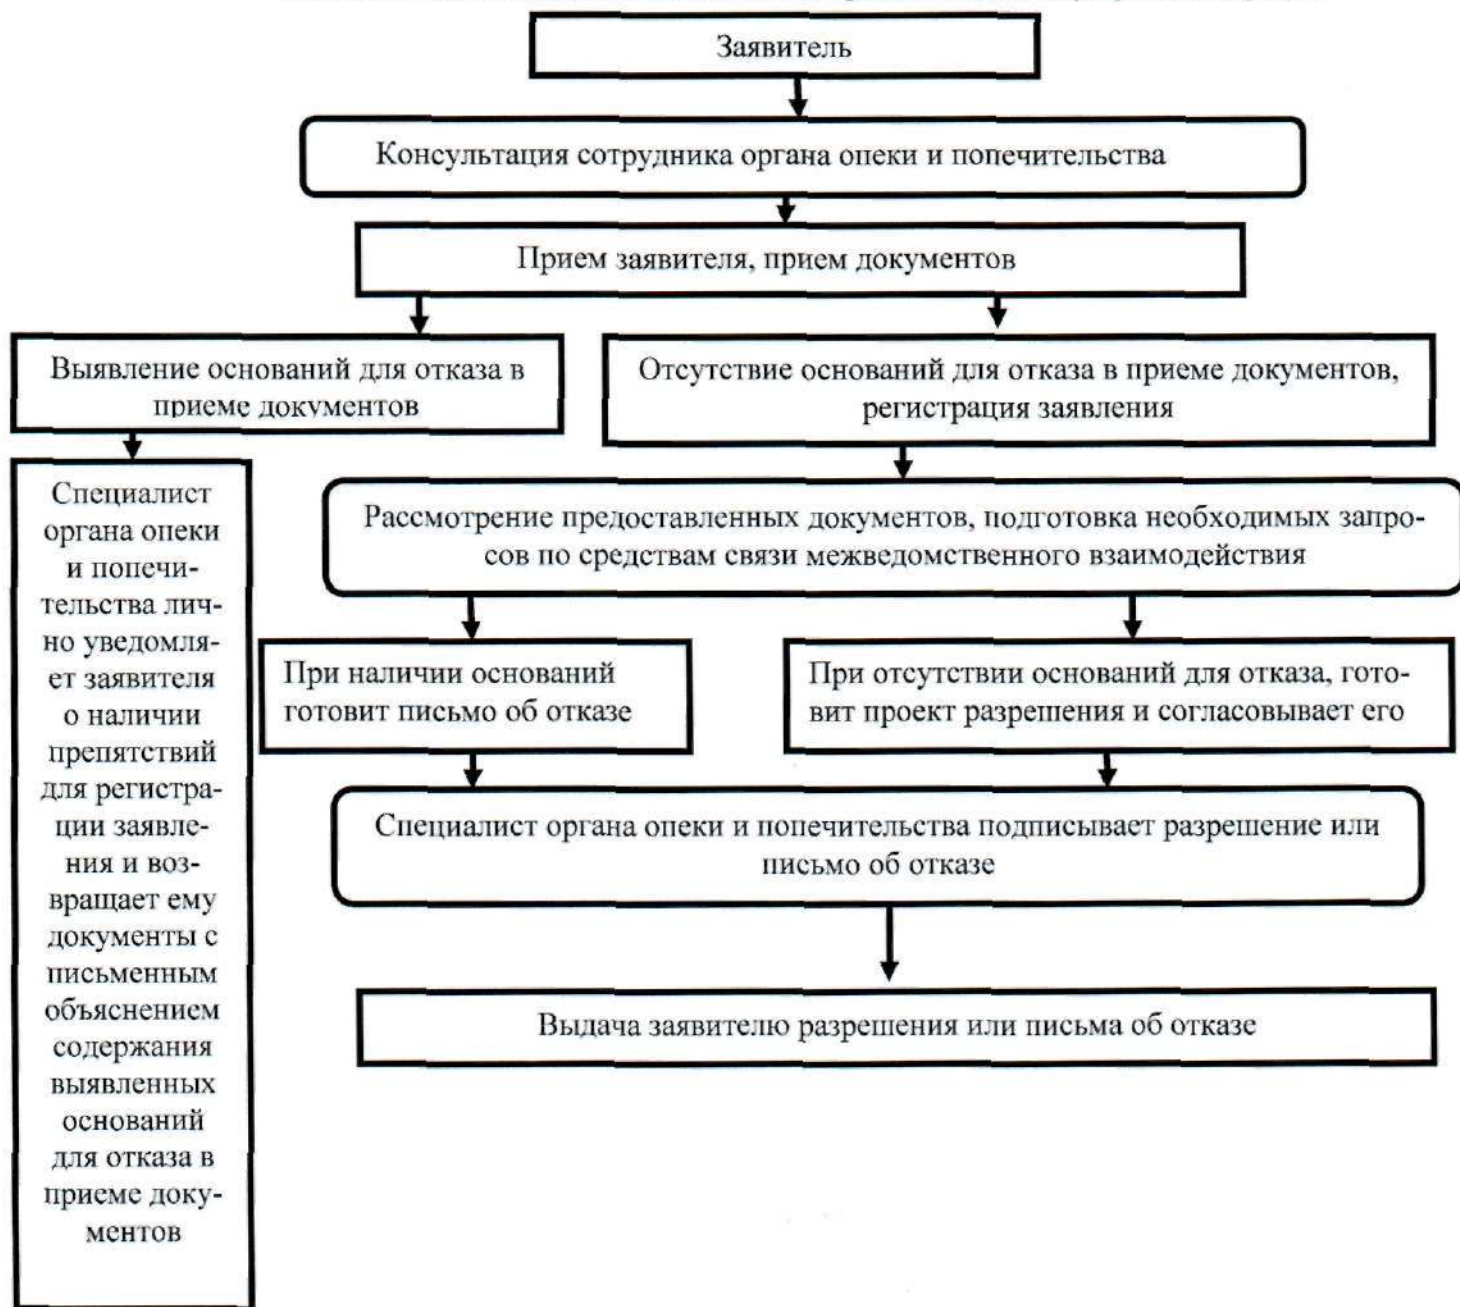 Заявитель
Консультация сотрудника органа опеки и попечительства
Прием заявителя, прием документов
Выявление оснований для отказа в
приеме документов
Отсутствие оснований для отказа в приеме документов,
регистрация заявления
Специалист
органа опеки
и попечи-
тельства лич-
но уведомля-
ет заявителя
о наличии
препятствий
для регистра-
ции заявле-
ния и воз-
вращает ему
документы с
письменным
объяснением
содержания
выявленных
оснований
для отказа в
приеме доку-
ментов
Рассмотрение предоставленных документов, подготовка необходимых запро-
сов по средствам связи межведомственного взаимодействия
При наличии оснований
готовит письмо об отказе
При отсутствии оснований для отказа, гото-
вит проект разрешения и согласовывает его
Специалист органа опеки и попечительства подписывает разрешение или
письмо об отказе
Выдача заявителю разрешения или письма об отказе